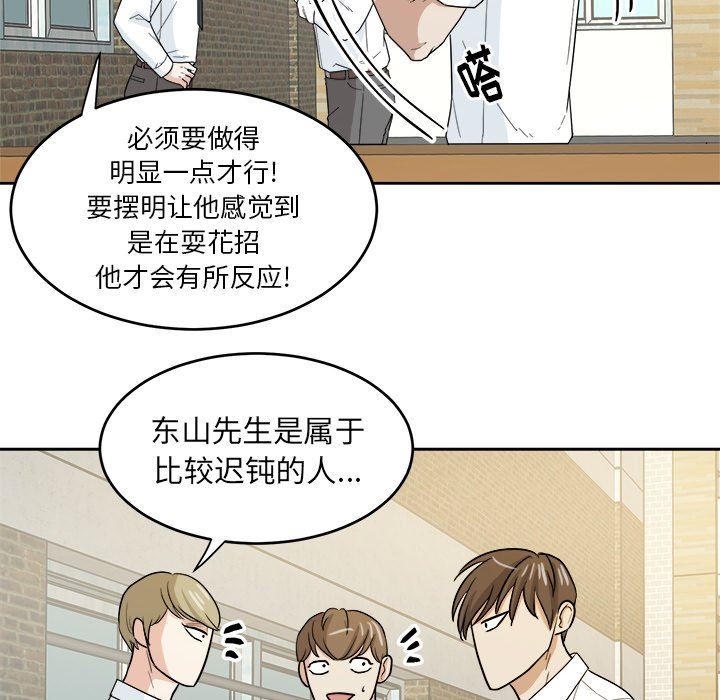 嗒
必须要做得
明显一点才行!
要摆明让他感觉到
是在耍花招
他才会有所反应!
东山先生是属于
比较迟钝的人...